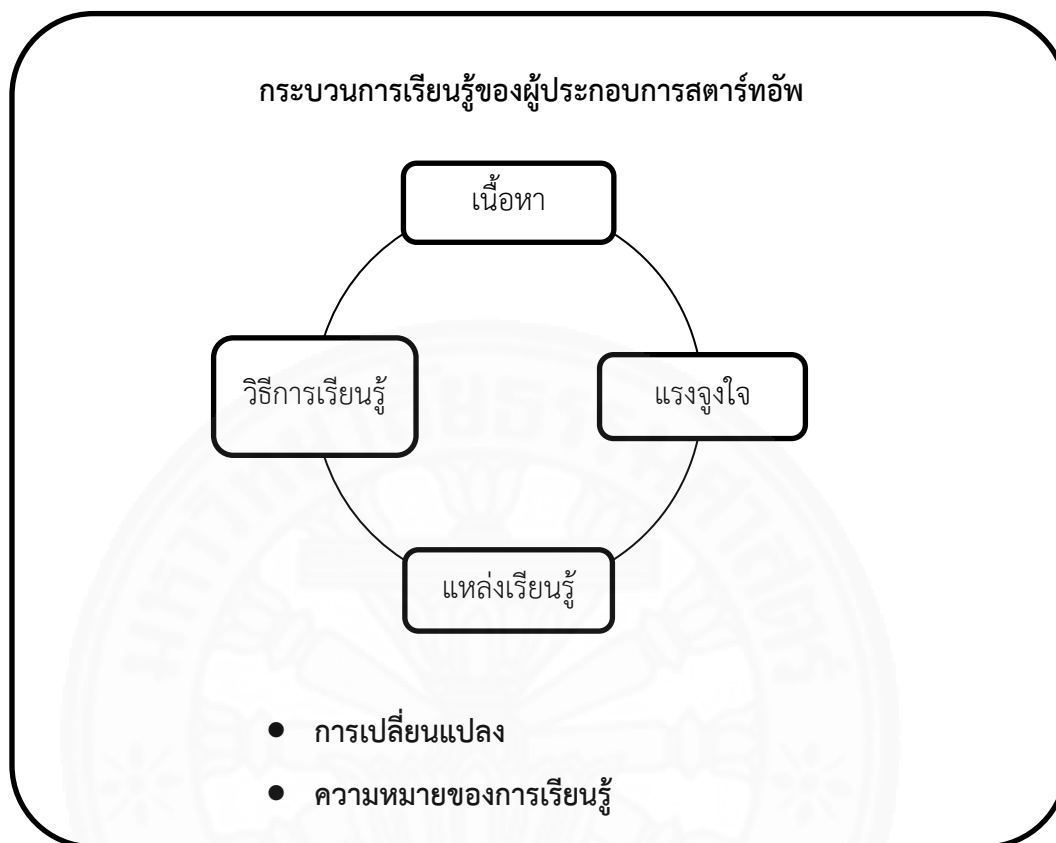 กระบวนการเรียนรู้ของผู้ประกอบการสตาร์ทอัพ
เนื้อหา
วิธีการเรียนรู้
แรงจูงใจ
แหล่งเรียนรู้
● การเปลี่ยนแปลง
● ความหมายของการเรียนรู้